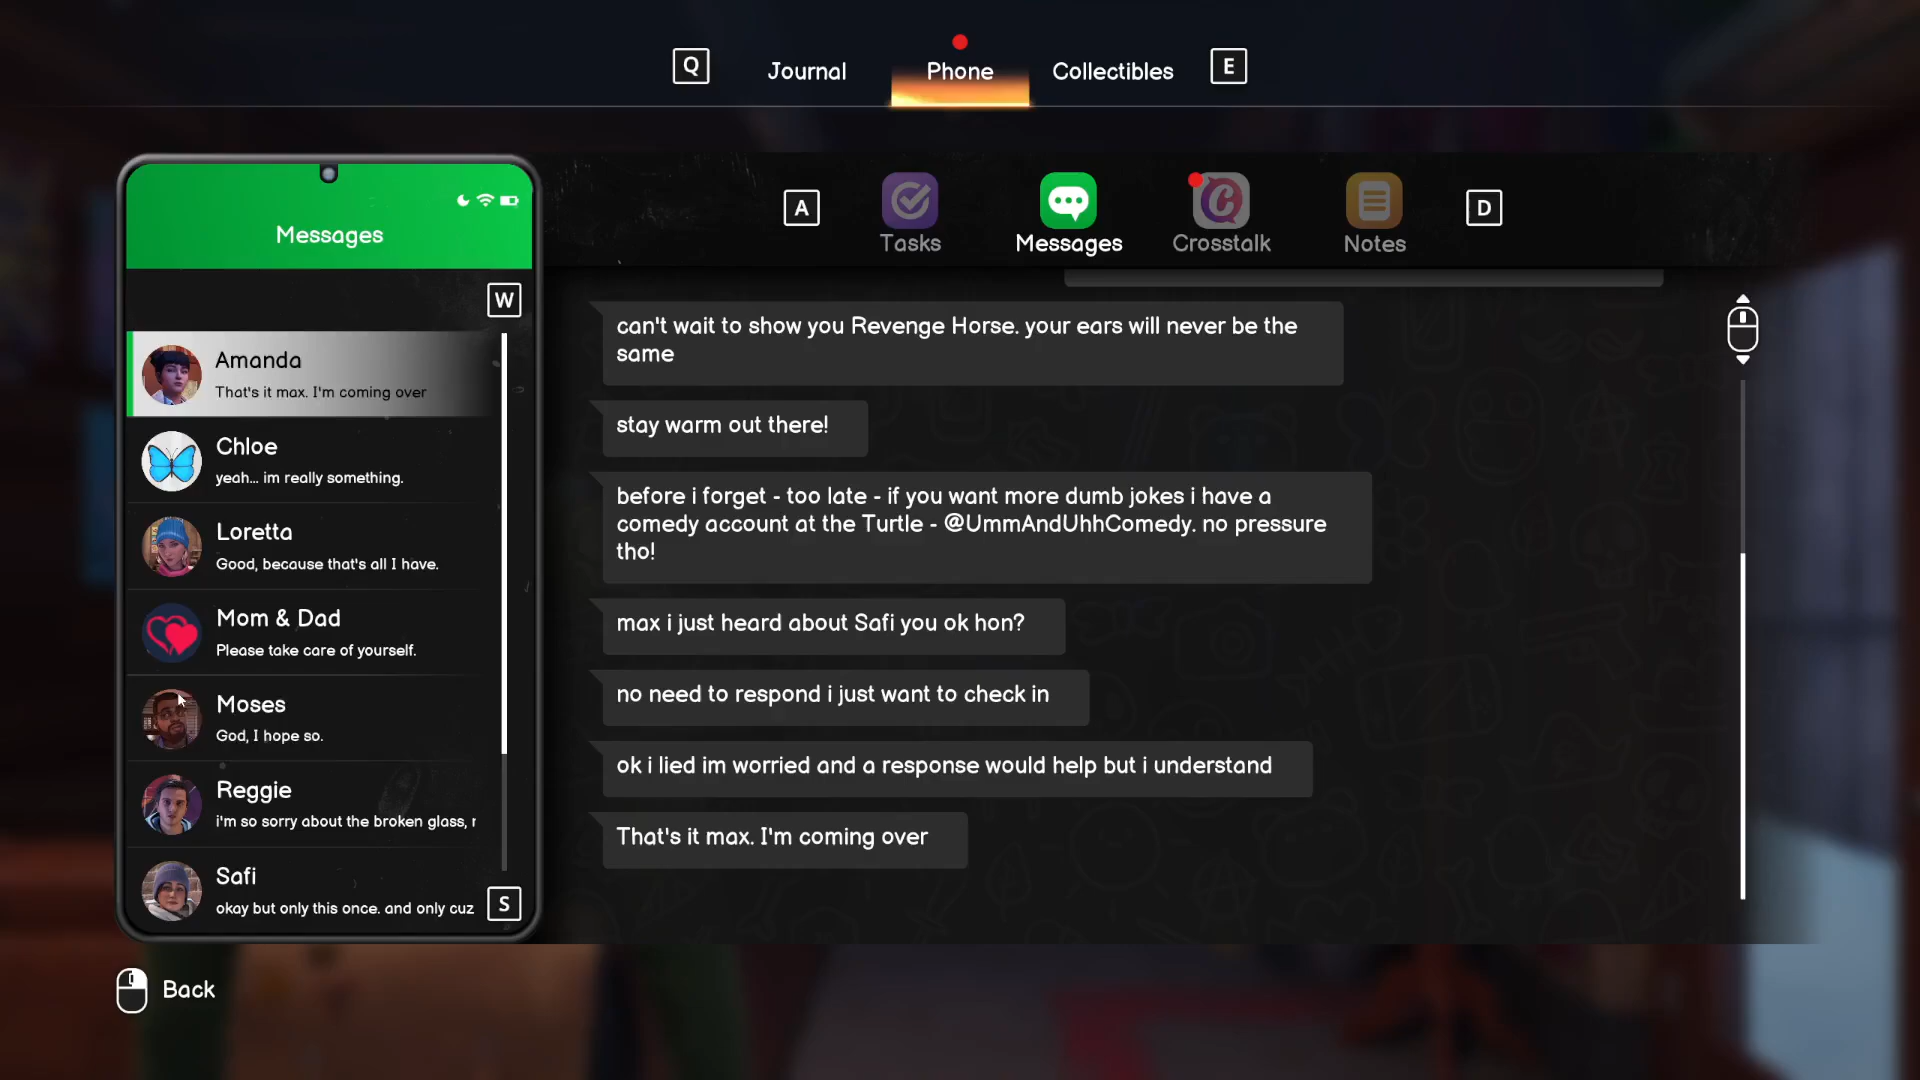 Q
Journal
Phone
Collectibles
E
Messages
W
Amanda
That's it max. I'm coming over
Chloe
yeah... im really something.
Loretta
Good, because that's all I have.
Mom & Dad
Please take care of yourself.
Moses
God, I hope so.
Reggie
i'm so sorry about the broken glass, r
Safi
okay but only this once. and only cuz
S
A
Tasks
Messages
Crosstalk
Notes
D
can't wait to show you Revenge Horse. your ears will never be the
same
stay warm out there!
before i forget - too late - if you want more dumb jokes i have a
comedy account at the Turtle - @UmmAndUhhComedy. no pressure
tho!
max i just heard about Safi you ok hon?
no need to respond i just want to check in
ok i lied im worried and a response would help but i understand
That's it max. I'm coming over
Back